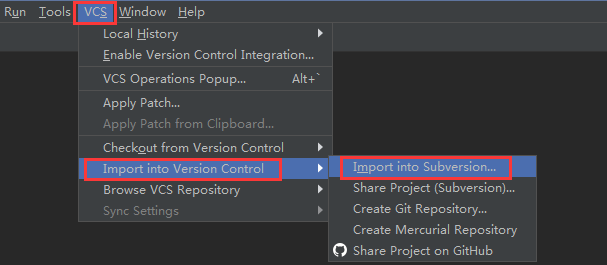 Run Tools VCS Window Help
Local History
Enable Version Control Integration...
VCS Operations Popup... Alt+`
Apply Patch...
Apply Patch from Clipboard...
Checkout from Version Control
Import into Version Control
Browse VCS Repository
Sync Settings
Import into Subversion...
Share Project (Subversion)...
Create Git Repository...
Create Mercurial Repository
Share Project on GitHub